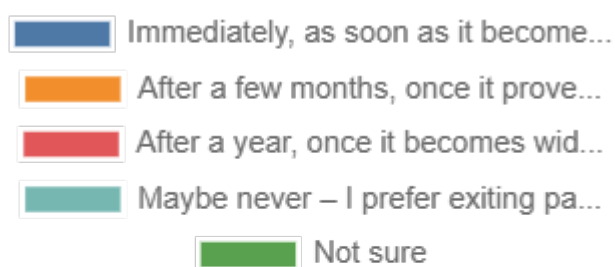 Immediately, as soon as it become...
After a few months, once it prove...
After a year, once it becomes wid...
Maybe never – I prefer exiting pa...
Not sure